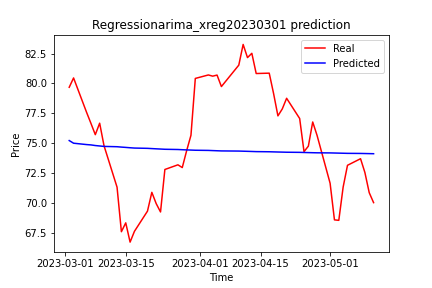 Regressionarima_xreg20230301 prediction
Real
Predicted
Price
82.5
80.0
77.5
75.0
72.5
70.0
67.5
2023-03-01 2023-03-15 2023-04-01 2023-04-15 2023-05-01
Time